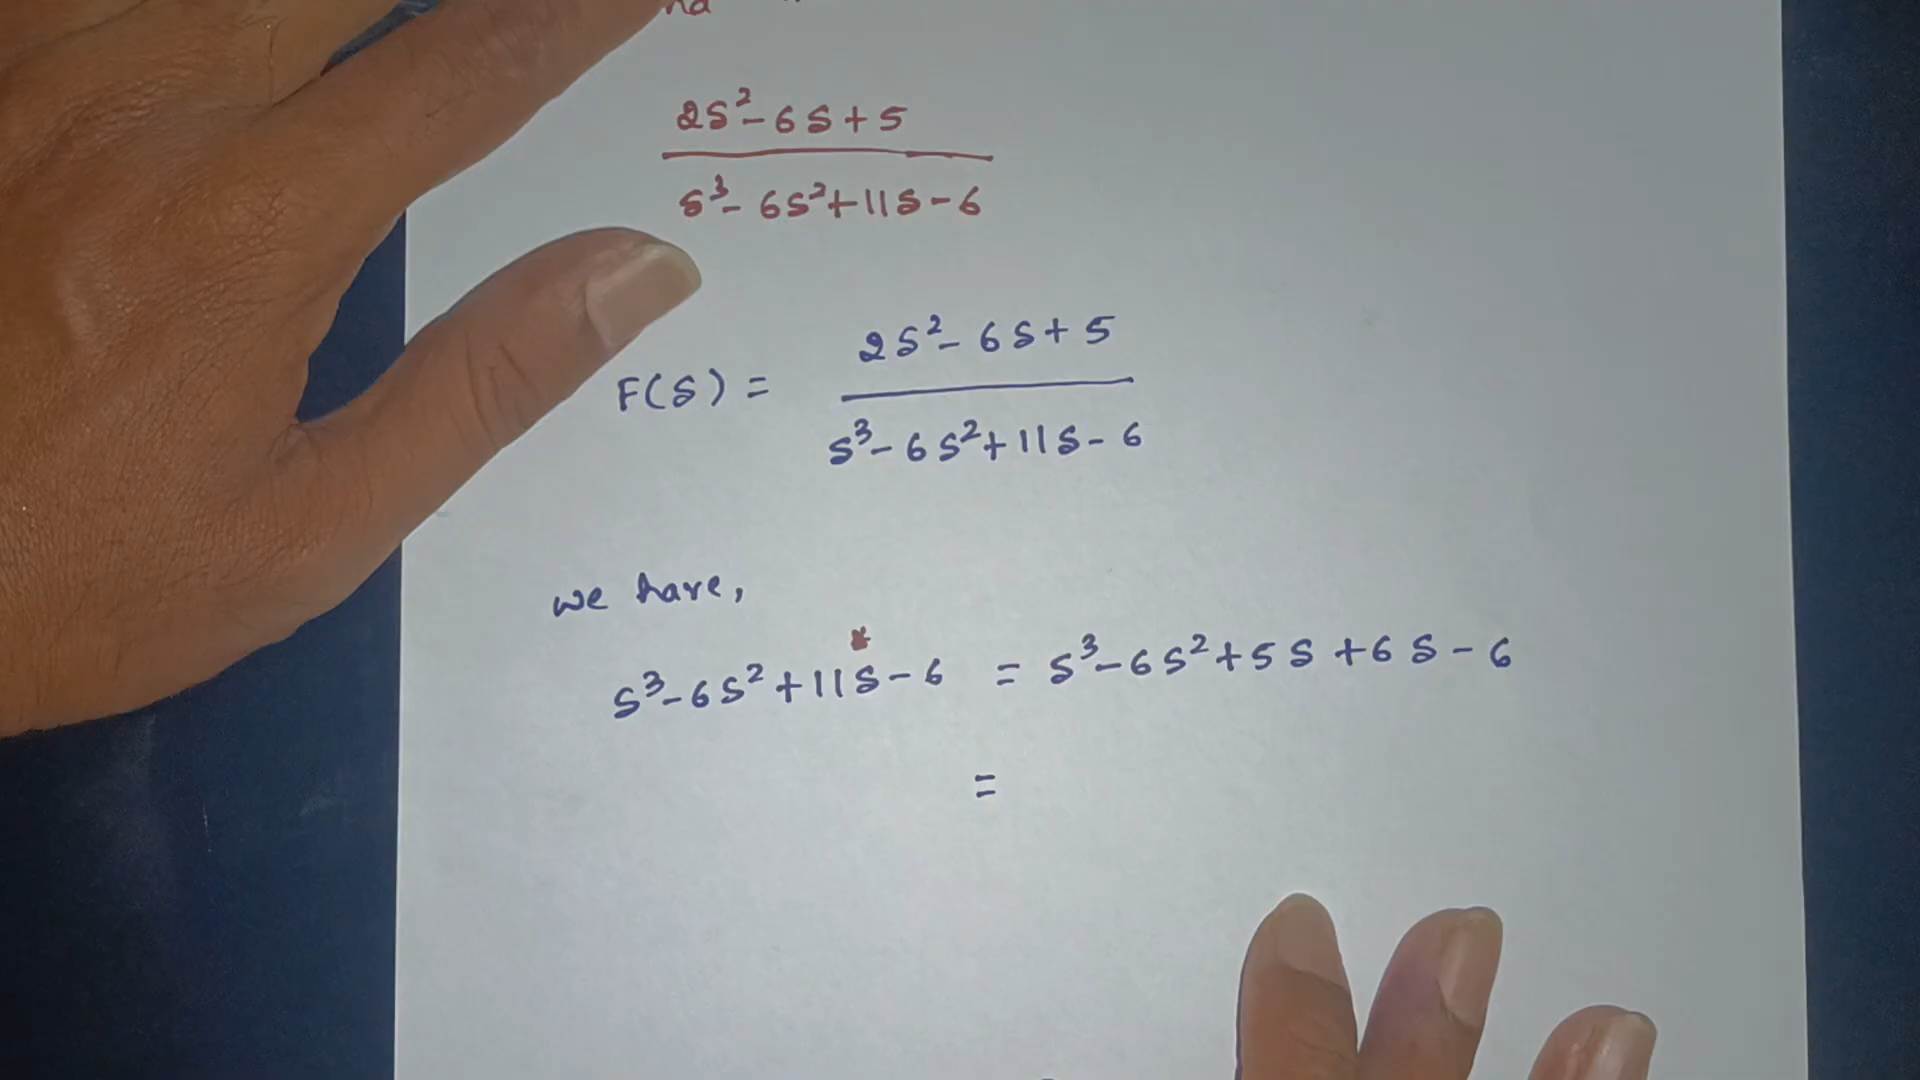 2s²-6s+5
s³-6s²+11s-6
F(s) = 2s²-6s+5
s³-6s²+11s-6
we have,
s³-6s²+11s-6 = s³-6s²+5s+6s-6
=